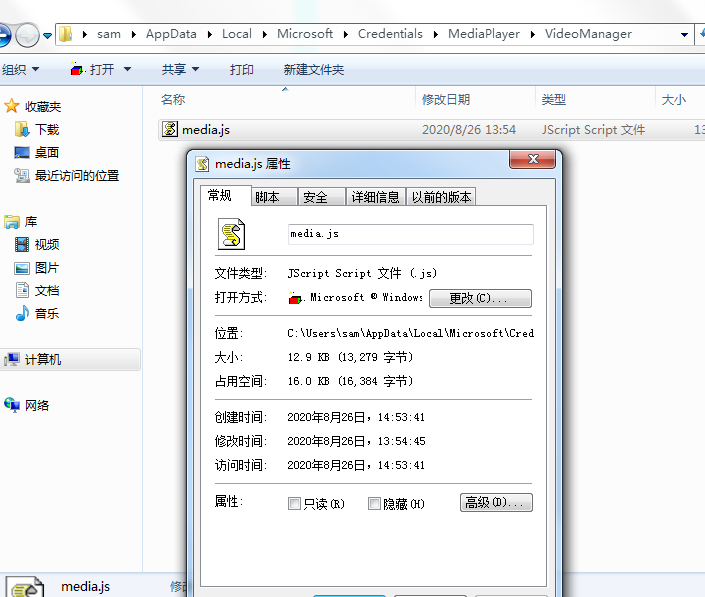 sam Local AppData Microsoft Credentials MediaPlayer VideoManager
组织 打开 共享 打印 新建文件夹
收藏夹
下载
桌面
最近访问的位置
库
视频
图片
文档
音乐
计算机
网络
名称 修改日期 类型 大小
media.js 2020/8/26 13:54 JScript Script 文件 13
media.js 属性
常规 脚本 安全 详细信息 以前的版本
media.js
文件类型: JScript Script 文件 (.js)
打开方式: Microsoft © Windows 更改(C)...
位置: C:\Users\sam\AppData\Local\Microsoft\Cred
大小: 12.9 KB (13,279 字节)
占用空间: 16.0 KB (16,384 字节)
创建时间: 2020年8月26日，14:53:41
修改时间: 2020年8月26日，13:54:45
访问时间: 2020年8月26日，14:53:41
属性: 只读(R) 隐藏(H) 高级(D)...
media.js 修改